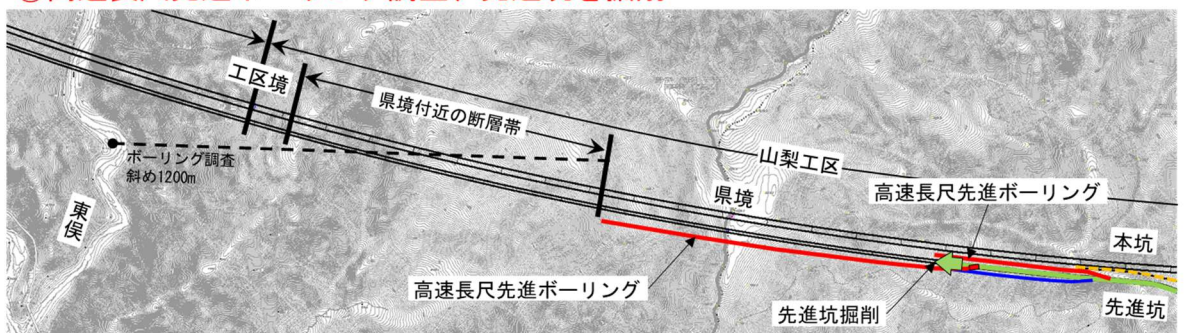 工区境
県境付近の断層帯
ボーリング調査
斜め1200m
東俣
山梨工区
県境
高速長尺先進ボーリング
本坑
高速長尺先進ボーリング
先進坑掘削
先進坑